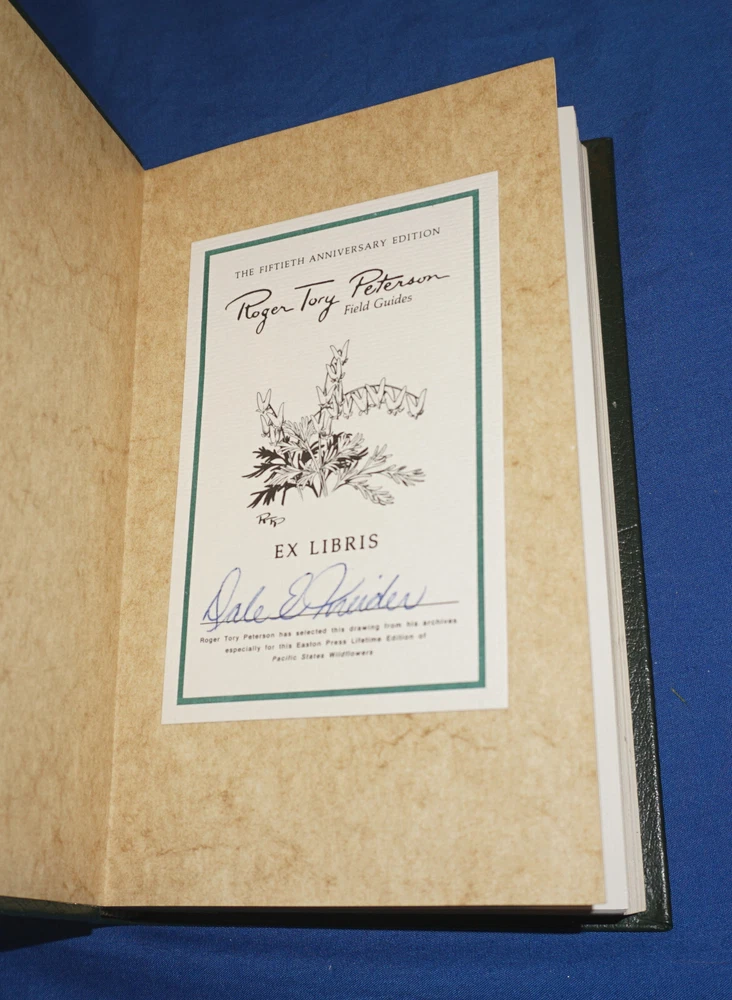 THE FIFTIETH ANNIVERSARY EDITION
Roger Tory Peterson
Field Guides
RTP
EX LIBRIS
Dale E
Roger Tory Peterson has selected this drawing from his archives
especially for this Easton Press Lifetime Edition of
Pacific States Wildflowers